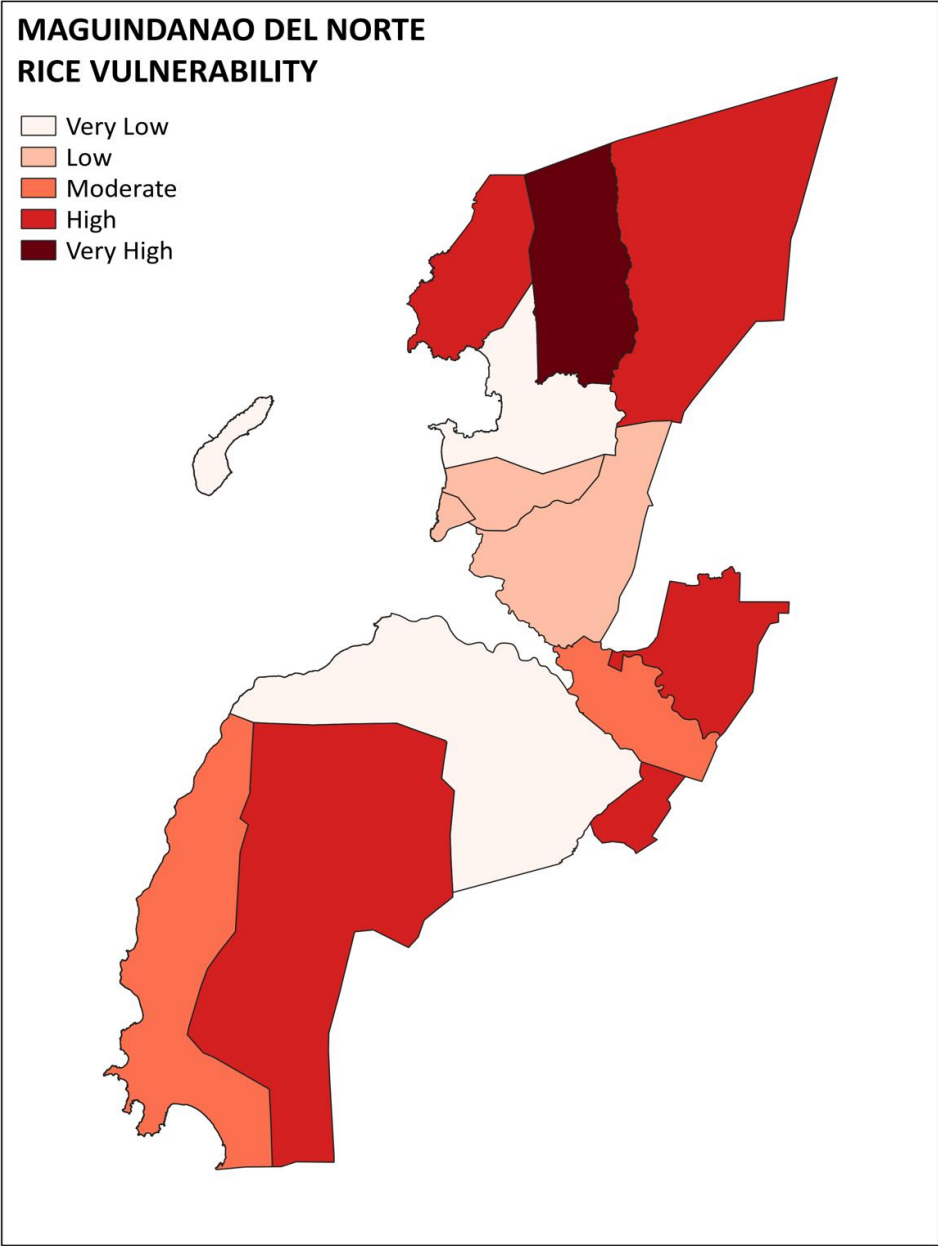 MAGUINDANAO DEL NORTE
RICE VULNERABILITY
Very Low
Low
Moderate
High
Very High